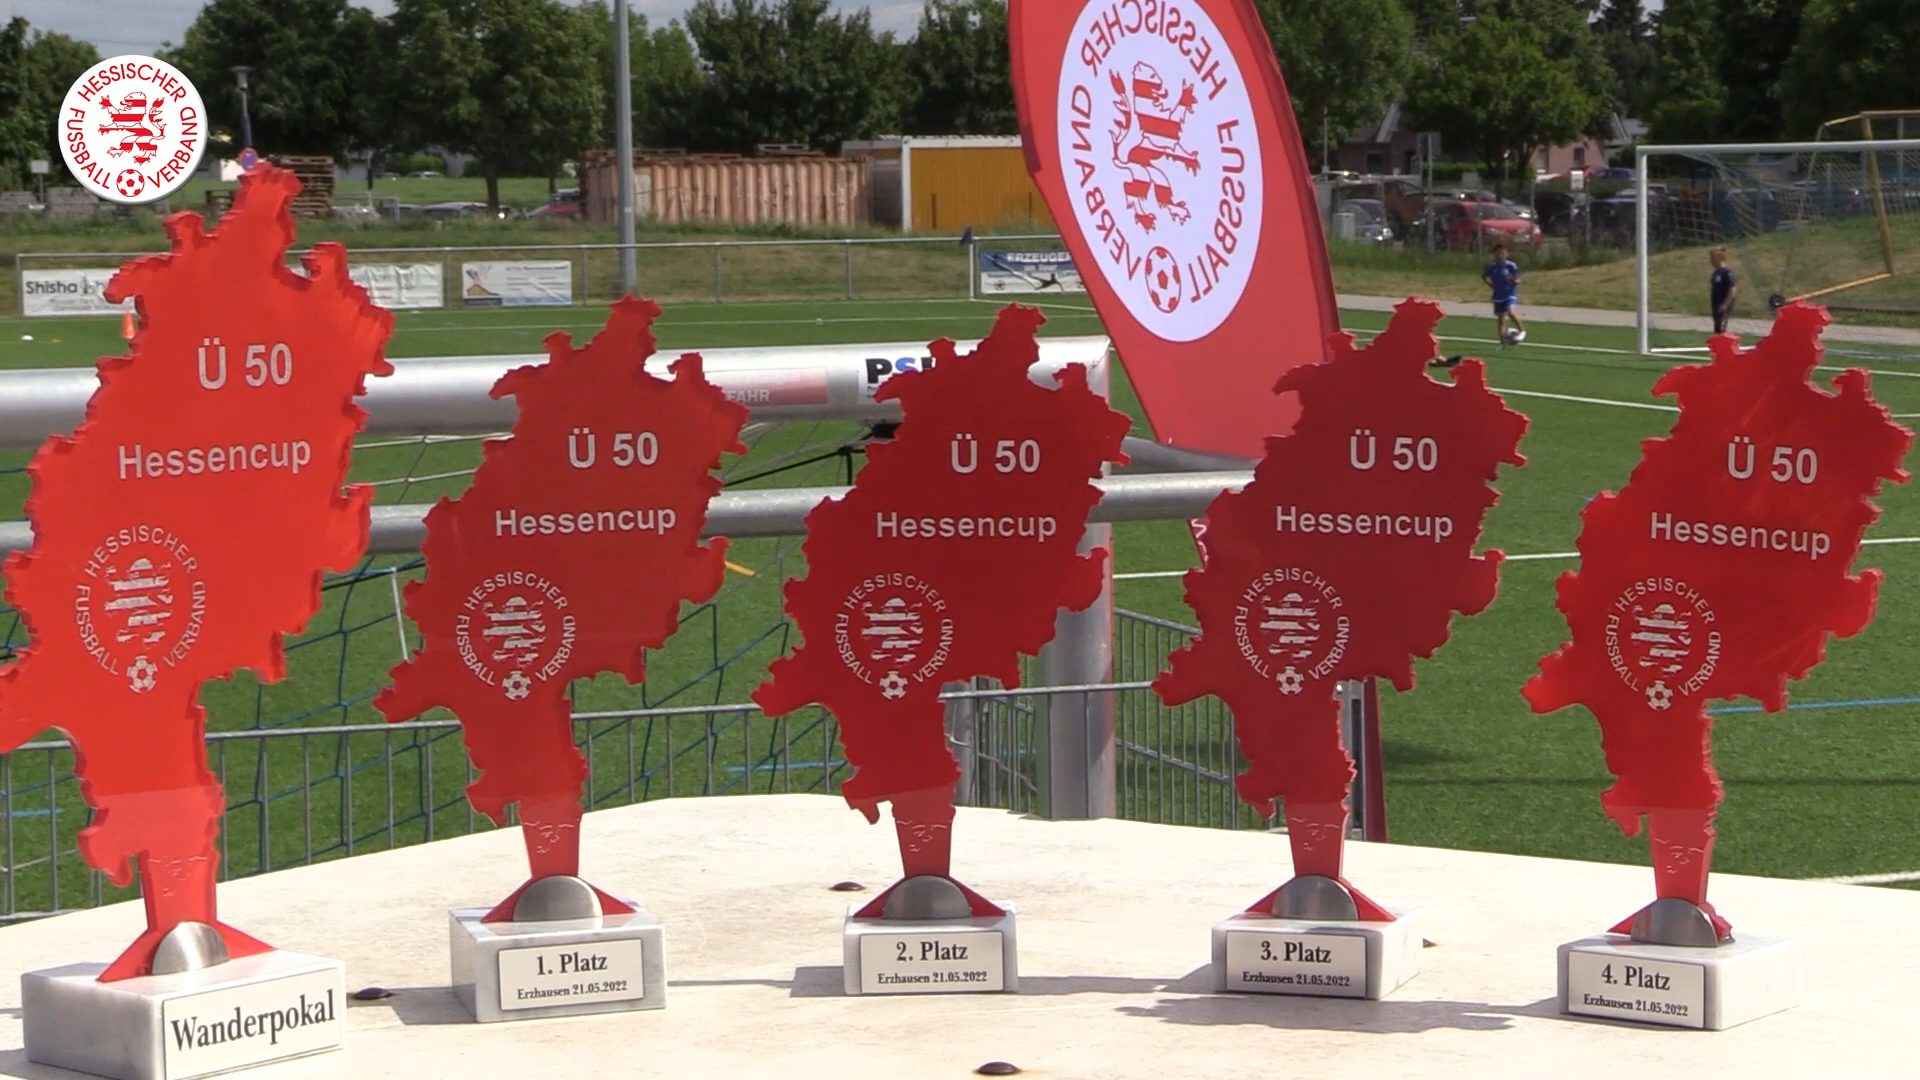 HESSISCHER
FUSSBALL VERBAND
HESSISCHER
FUSSBALL VERBAND
Shisha
ERZEUGER
on Tour
PS
FAHR
Ü 50
Hessencup
HESSISCHER
FUSSBALL VERBAND
Wanderpokal
Ü 50
Hessencup
HESSISCHER
FUSSBALL VERBAND
1. Platz
Erzhausen 21.05.2022
Ü 50
Hessencup
HESSISCHER
FUSSBALL VERBAND
2. Platz
Erzhausen 21.05.2022
Ü 50
Hessencup
HESSISCHER
FUSSBALL VERBAND
3. Platz
Erzhausen 21.05.2022
Ü 50
Hessencup
HESSISCHER
FUSSBALL VERBAND
4. Platz
Erzhausen 21.05.2022